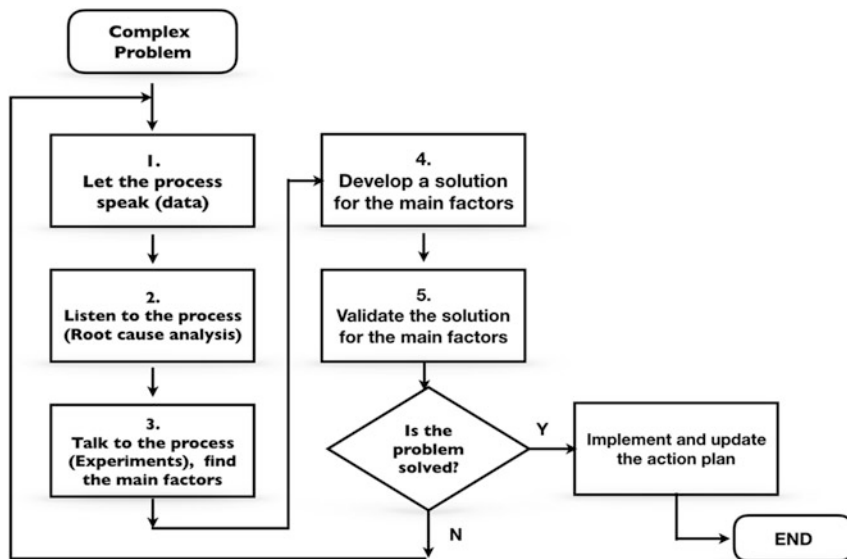 Complex
Problem
1.
Let the process
speak (data)
2.
Listen to the process
(Root cause analysis)
3.
Talk to the process
(Experiments), find
the main factors
4.
Develop a solution
for the main factors
5.
Validate the solution
for the main factors
Is the
problem
solved?
Y
N
Implement and update
the action plan
END